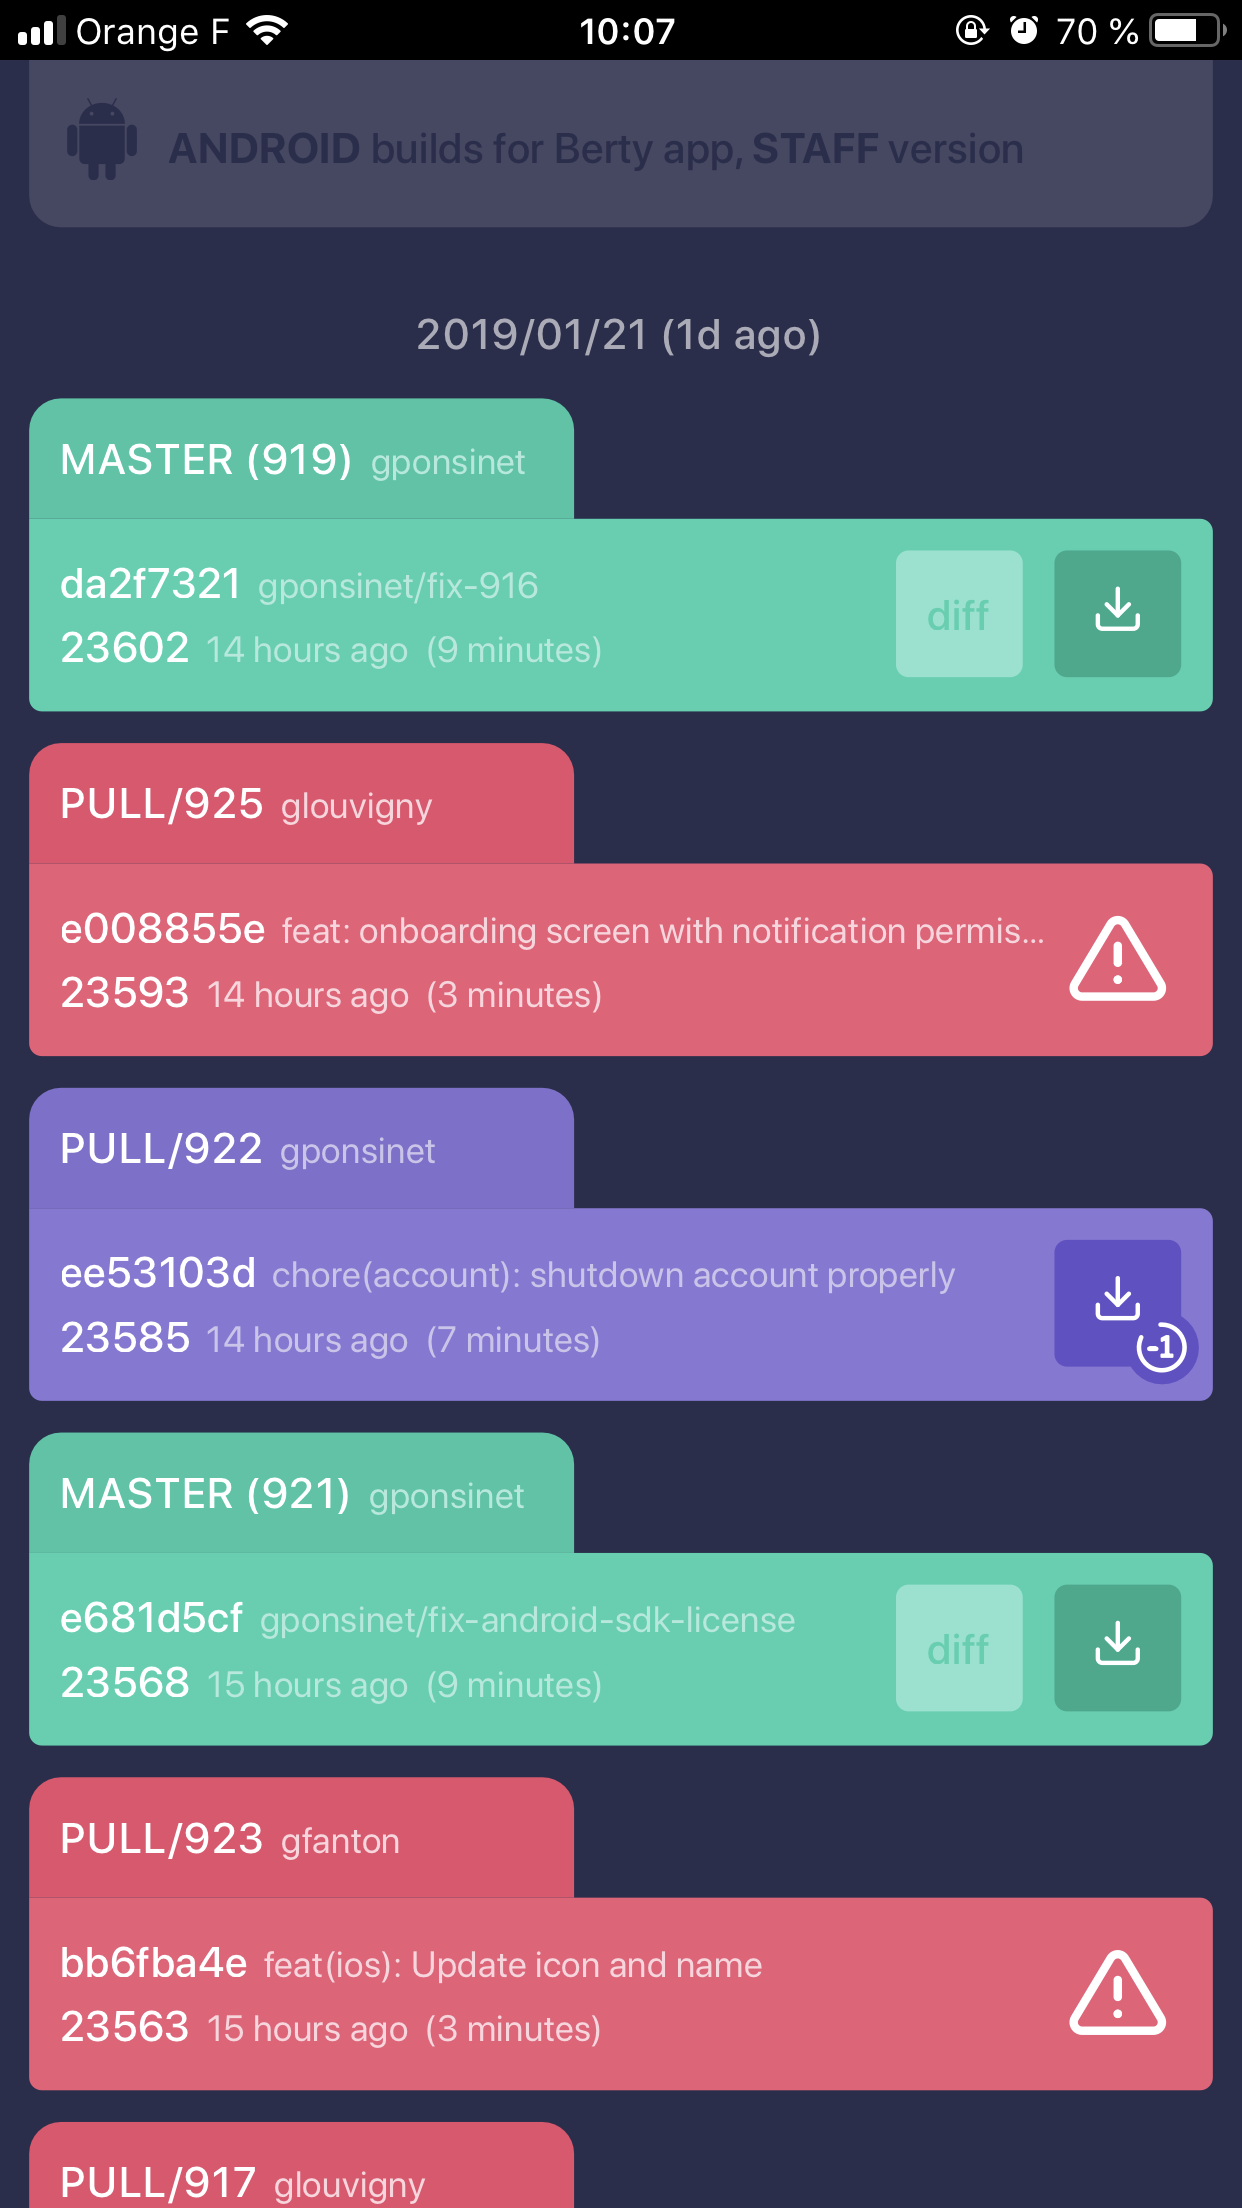 Orange F 10:07 70 %
ANDROID builds for Berty app, STAFF version
2019/01/21 (1d ago)
MASTER (919) gponsinet
da2f7321 gponsinet/fix-916
23602 14 hours ago (9 minutes)
diff
PULL/925 glouvigny
e008855e feat: onboarding screen with notification permis...
23593 14 hours ago (3 minutes)
PULL/922 gponsinet
ee53103d chore(account): shutdown account properly
23585 14 hours ago (7 minutes)
-1
MASTER (921) gponsinet
e681d5cf gponsinet/fix-android-sdk-license
23568 15 hours ago (9 minutes)
diff
PULL/923 gfanton
bb6fba4e feat(ios): Update icon and name
23563 15 hours ago (3 minutes)
PULL/917 glouvigny